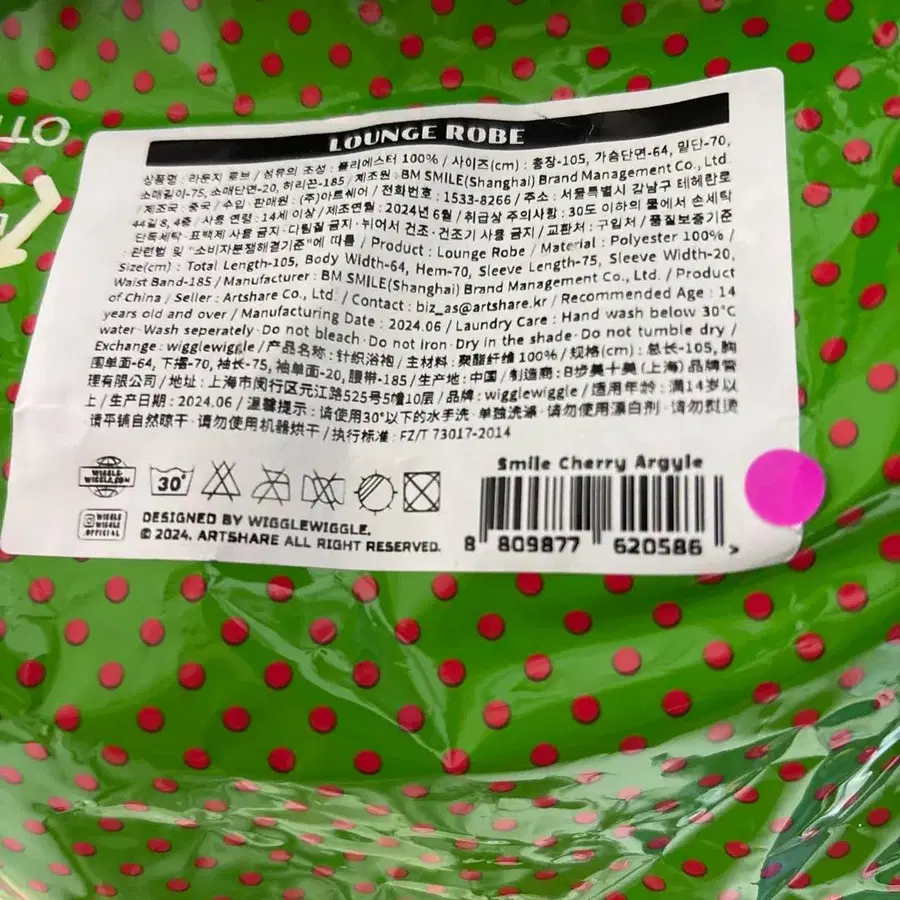 LLO
LOUNGE ROBE
상품명 : 라운지 로브 / 섬유의 조성 : 폴리에스터 100% / 사이즈(cm) : 총장-105, 가슴단면-64, 밑단-70,
소매길이-75, 소매단면-20, 허리끈-185 / 제조원 : BM SMILE(Shanghai) Brand Management Co., Ltd.
/ 제조국 : 중국 / 수입·판매원 : (주)아트쉐어 / 전화번호 : 1533-8266 / 주소 : 서울특별시 강남구 테헤란로
44길 8, 4층 / 사용 연령 : 14세 이상 / 제조연월 : 2024년 6월 / 취급상 주의사항 : 30도 이하의 물에서 손세탁·
단독세탁·표백제 사용 금지·다림질 금지·뉘어서 건조·건조기 사용 금지 / 교환처 : 구입처 / 품질보증기준
: 관련법 및 "소비자분쟁해결기준"에 따름 / Product : Lounge Robe / Material : Polyester 100% /
Size(cm) : Total Length-105, Body Width-64, Hem-70, Sleeve Length-75, Sleeve Width-20,
Waist Band-185 / Manufacturer : BM SMILE(Shanghai) Brand Management Co., Ltd. / Product
of China / Seller : Artshare Co., Ltd. / Contact : biz_as@artshare.kr / Recommended Age : 14
years old and over / Manufacturing Date : 2024.06 / Laundry Care : Hand wash below 30°C
water·Wash seperately·Do not bleach·Do not iron·Dry in the shade·Do not tumble dry /
Exchange : wigglewiggle / 产品名称 : 针织浴袍 / 主材料 : 聚酯纤维 100% / 规格(cm) : 总长-105, 胸
围单面-64, 下摆-70, 袖长-75, 袖单面-20, 腰带-185 / 生产地 : 中国 / 制造商 : 步美十美 (上海) 品牌管
理有限公司 / 地址 : 上海市闵行区元江路525号5幢10层 / 品牌 : wigglewiggle / 适用年龄 : 满14岁以
上 / 生产日期 : 2024.06 / 温馨提示 : 请使用30°以下的水手洗·单独洗涤·请勿使用漂白剂·请勿熨烫
·请平铺自然晾干·请勿使用机器烘干 / 执行标准 : FZ/T 73017-2014
WIGGLE-
WIGGLE.COM
30°
WIGGLE
WIGGLE
.OFFICIAL
DESIGNED BY WIGGLEWIGGLE.
© 2024. ARTSHARE ALL RIGHT RESERVED.
Smile Cherry Argyle
8 809877 620586 >